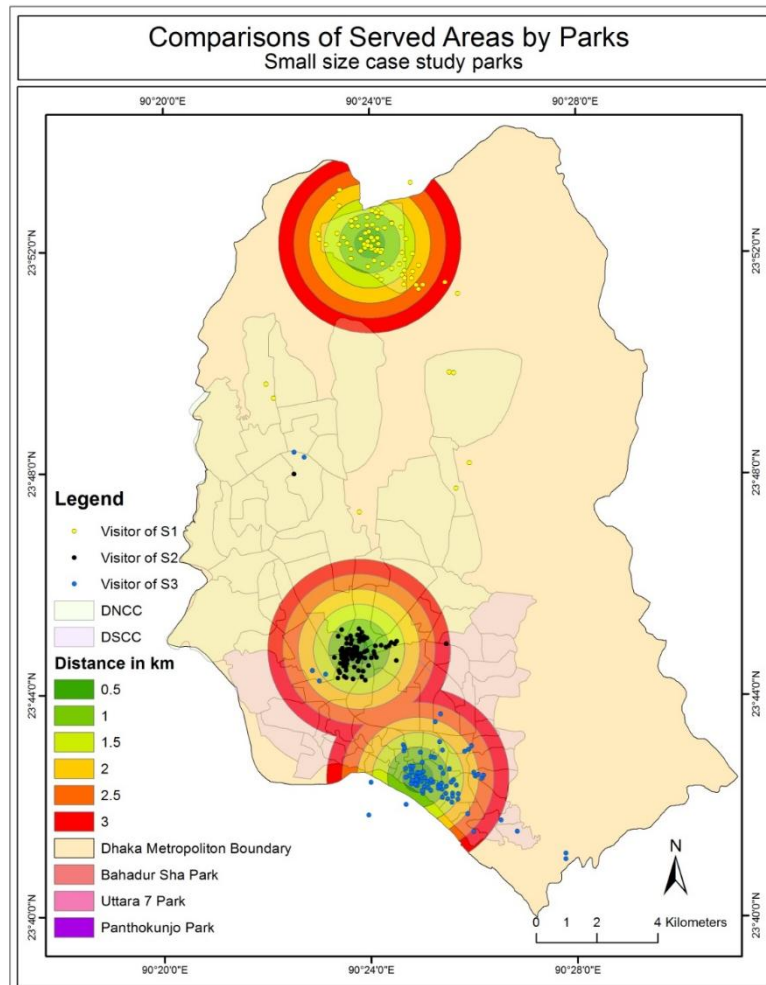 Comparisons of Served Areas by Parks
Small size case study parks
90°20'0"E
90°24'0"E
90°28'0"E
23°52'0"N
23°52'0"N
23°48'0"N
23°48'0"N
Legend
Visitor of S1
Visitor of S2
Visitor of S3
DNCC
DSCC
Distance in km
0.5
1
1.5
2
2.5
3
Dhaka Metropoliton Boundary
Bahadur Sha Park
Uttara 7 Park
Panthokunjo Park
23°44'0"N
23°44'0"N
N
0 1 2 4 Kilometers
23°40'0"N
23°40'0"N
90°20'0"E
90°24'0"E
90°28'0"E